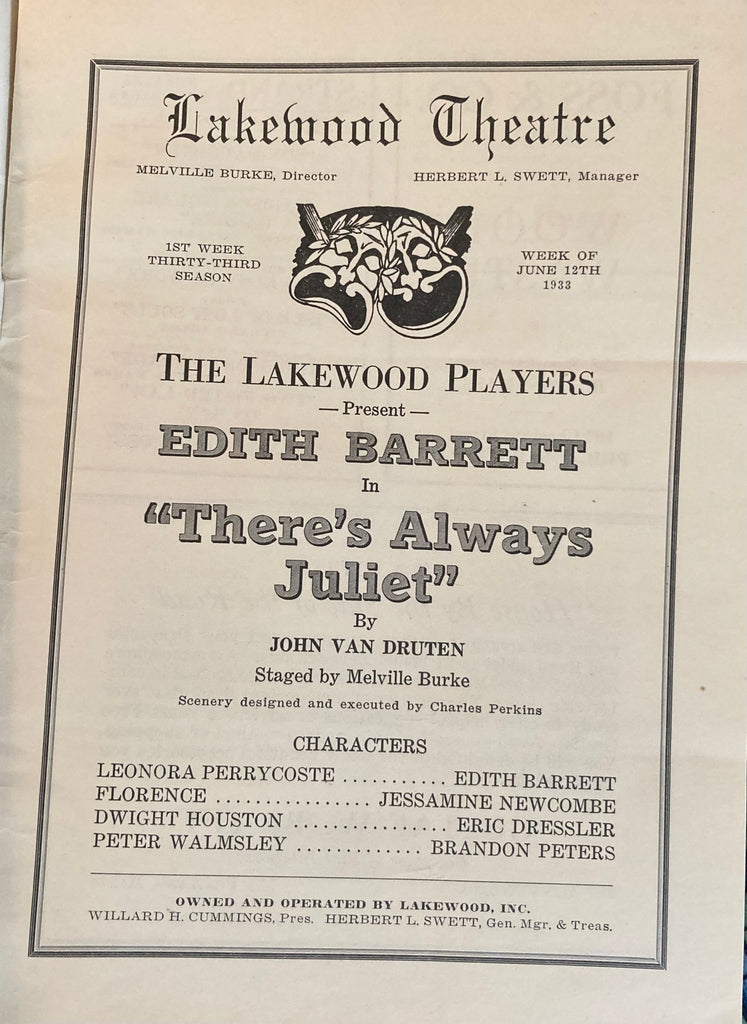 Lakewood Theatre
MELVILLE BURKE, Director
HERBERT L. SWETT, Manager
1ST WEEK
THIRTY-THIRD
SEASON
WEEK OF
JUNE 12TH
1933
THE LAKEWOOD PLAYERS
— Present —
EDITH BARRETT
In
“There's Always
Juliet”
By
JOHN VAN DRUTEN
Staged by Melville Burke
Scenery designed and executed by Charles Perkins
CHARACTERS
LEONORA PERRYCOSTE ........... EDITH BARRETT
FLORENCE ................ JESSAMINE NEWCOMBE
DWIGHT HOUSTON ................ ERIC DRESSLER
PETER WALMSLEY ............. BRANDON PETERS
OWNED AND OPERATED BY LAKEWOOD, INC.
WILLARD H. CUMMINGS, Pres. HERBERT L. SWETT, Gen. Mgr. & Treas.